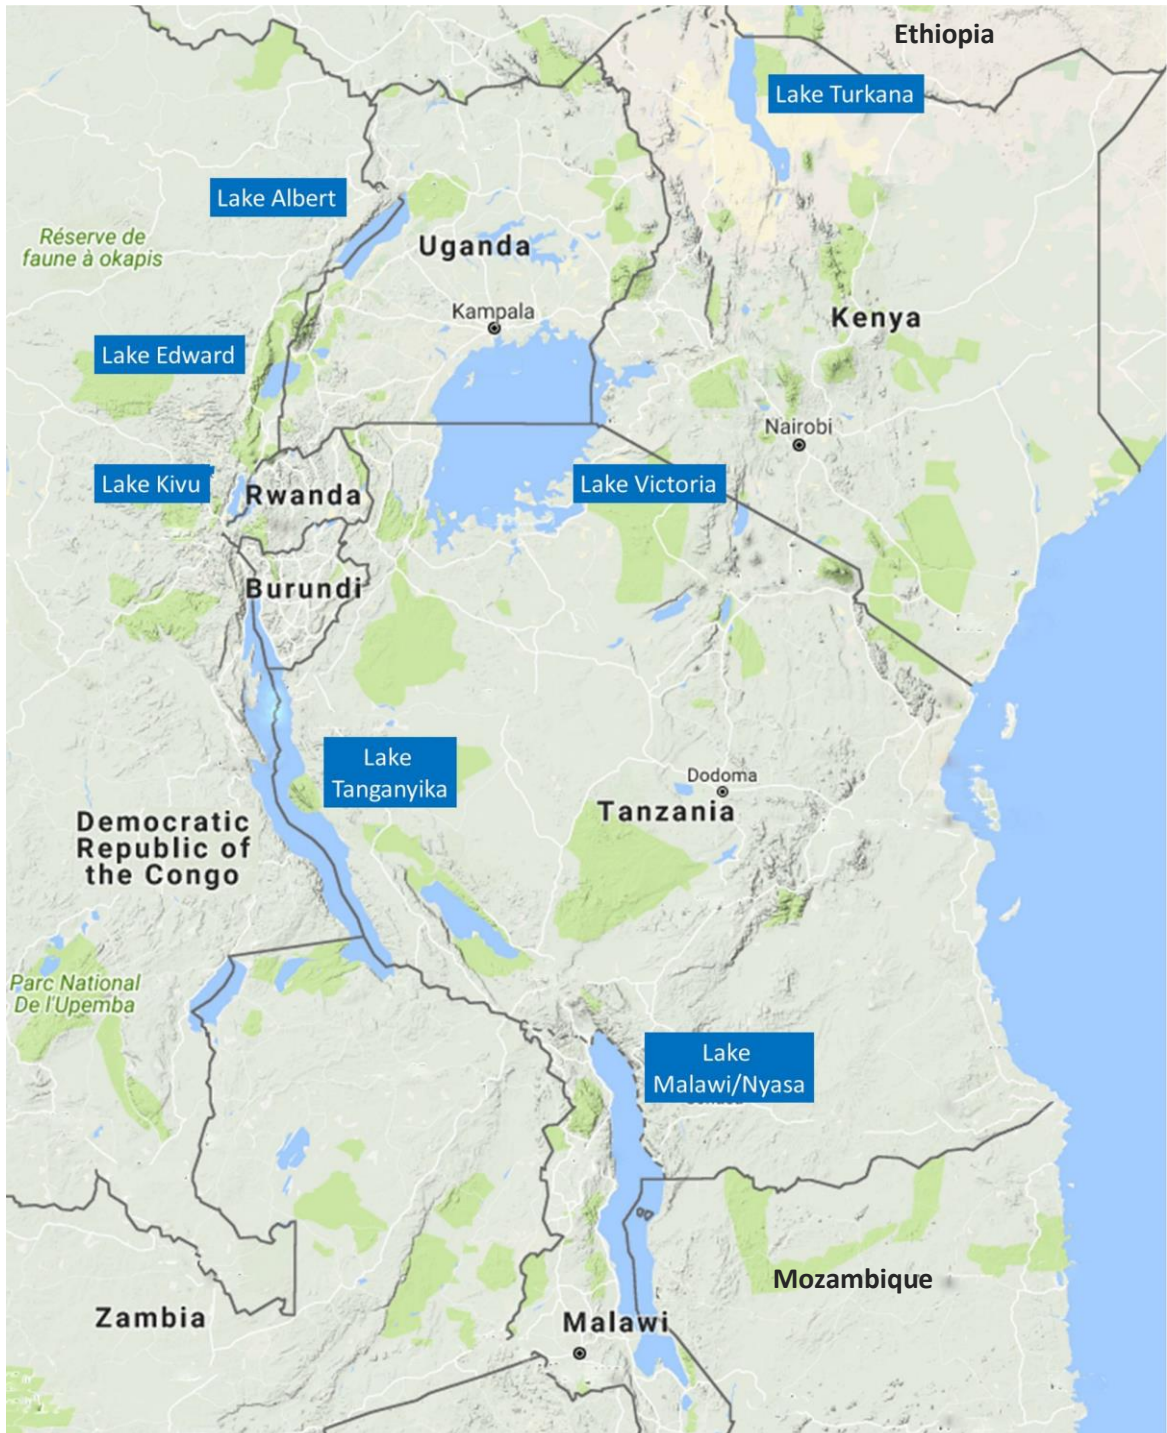 Ethiopia
Lake Turkana
Lake Albert
Réserve de
faune à okapis
Uganda
Kampala
Kenya
Lake Edward
Nairobi
Lake Kivu
Rwanda
Lake Victoria
Burundi
Lake
Tanganyika
Dodoma
Tanzania
Democratic
Republic of
the Congo
Parc National
De l'Upemba
Lake
Malawi/Nyasa
Mozambique
Zambia
Malawi